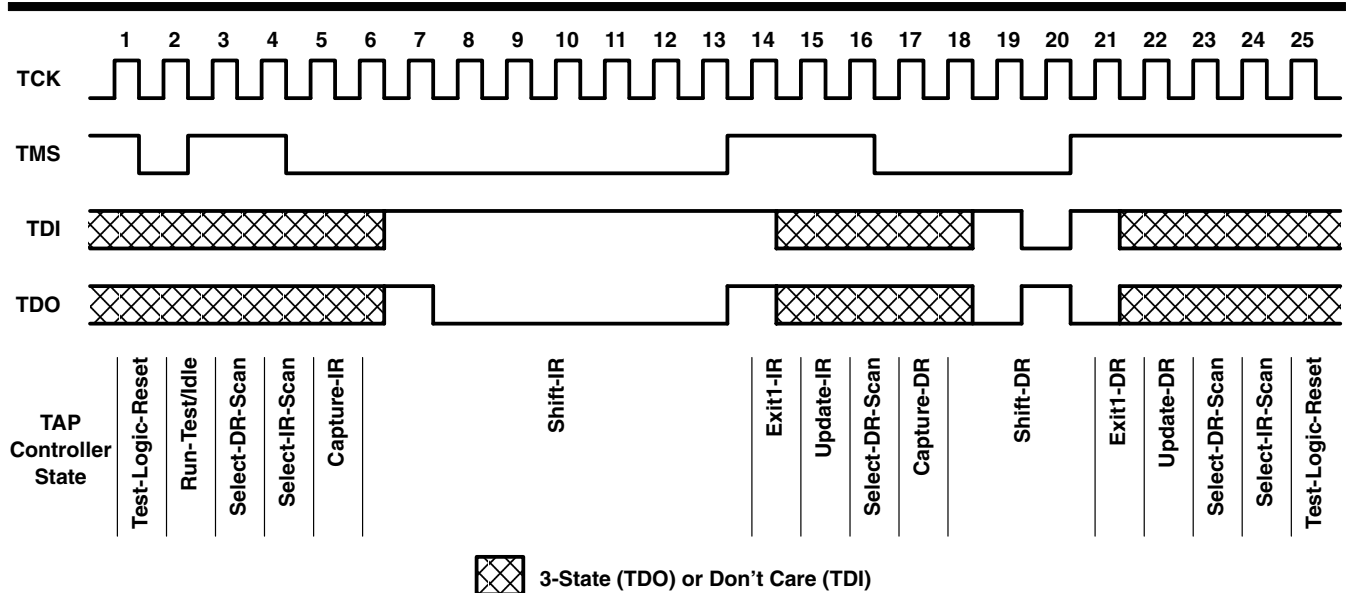 1 2 3 4 5 6 7 8 9 10 11 12 13 14 15 16 17 18 19 20 21 22 23 24 25
TCK
TMS
TDI
TDO
TAP
Controller
State
Test-Logic-Reset
Run-Test/Idle
Select-DR-Scan
Select-IR-Scan
Capture-IR
Shift-IR
Exit1-IR
Update-IR
Select-DR-Scan
Capture-DR
Shift-DR
Exit1-DR
Update-DR
Select-DR-Scan
Select-IR-Scan
Test-Logic-Reset
3-State (TDO) or Don't Care (TDI)